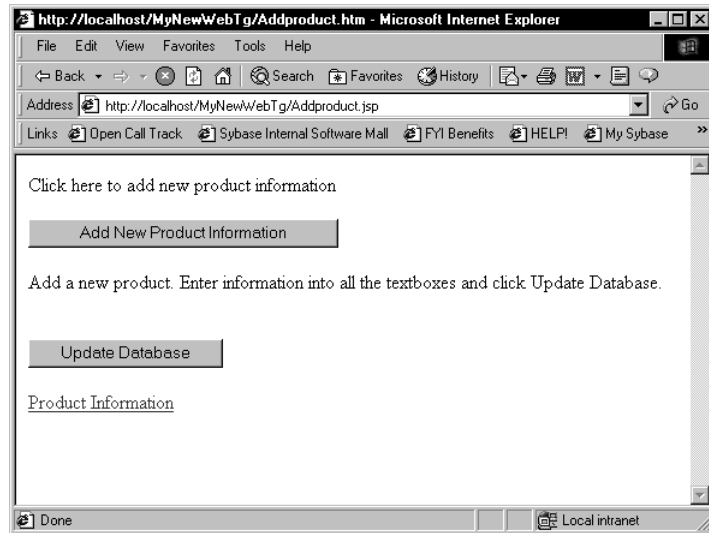 http://localhost/MyNewWebTg/Addproduct.htm - Microsoft Internet Explorer
File Edit View Favorites Tools Help
Back Search Favorites History
Address http://localhost/MyNewWebTg/Addproduct.jsp Go
Links Open Call Track Sybase Internal Software Mall FYI Benefits HELP! My Sybase »
Click here to add new product information
Add New Product Information
Add a new product. Enter information into all the textboxes and click Update Database.
Update Database
Product Information
Done Local intranet